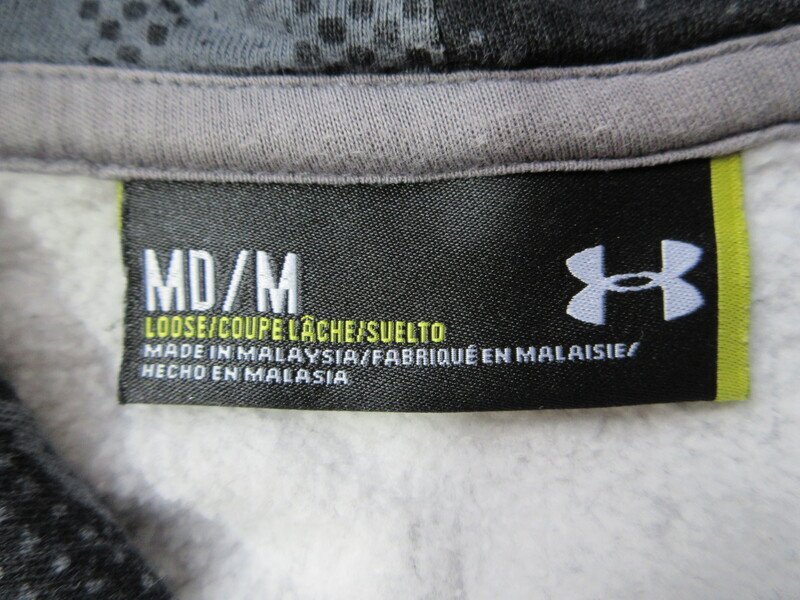 MD/M
LOOSE/COUPE LÂCHE/SUELTO
MADE IN MALAYSIA/FABRIQUÉ EN MALAISIE/
HECHO EN MALASIA